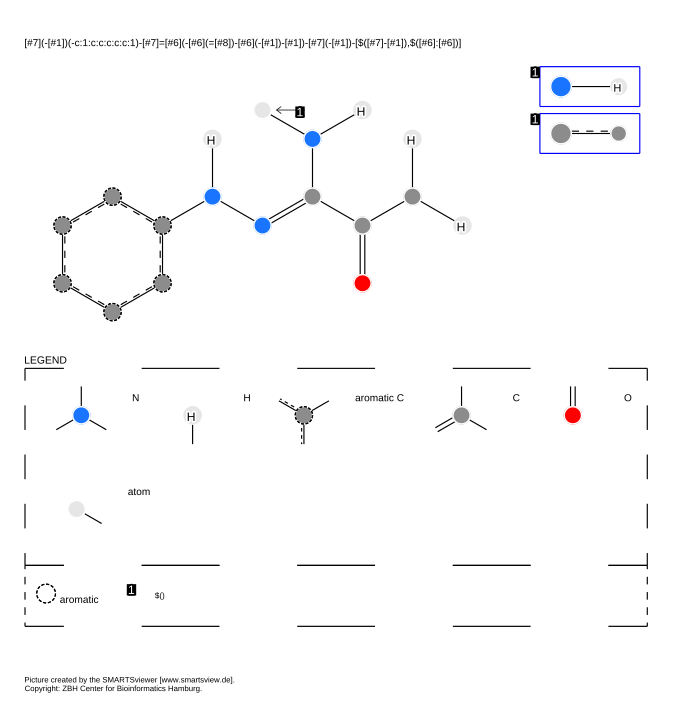 [#7](-[#1])(-c:1:c:c:c:c:c:1)-[#7]=[#6](-[#6](=[#8])-[#6](-[#1])-[#1])-[#7](-[#1])-[$([#7]-[#1]),$([#6]:[#6])]
1
H
1
1
H
H
H
H
LEGEND
N
H
H
aromatic C
C
O
atom
aromatic
1
$()
Picture created by the SMARTSviewer [www.smartsview.de].
Copyright: ZBH Center for Bioinformatics Hamburg.